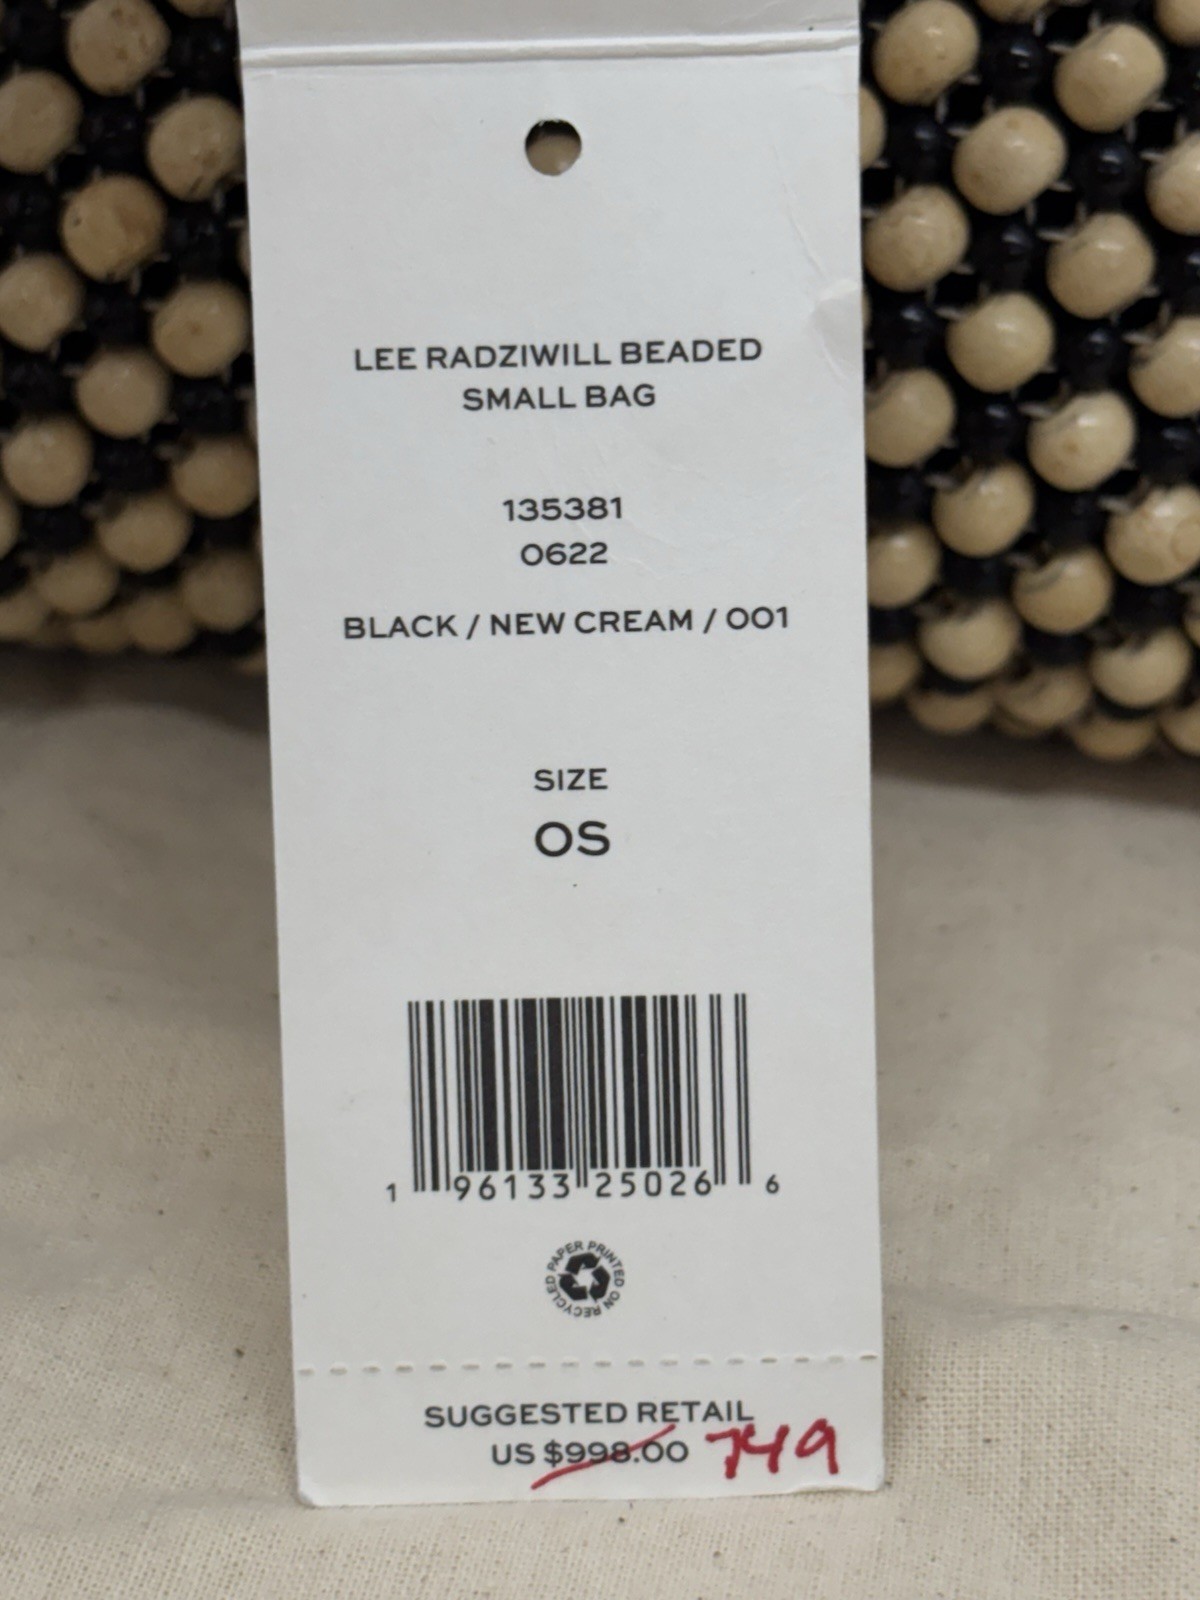 LEE RADZIWILL BEADED
SMALL BAG
135381
0622
BLACK / NEW CREAM / 001
SIZE
OS
1 96133 25026 6
RECYCLED PAPER PRINTED ON
SUGGESTED RETAIL
US $998.00 749